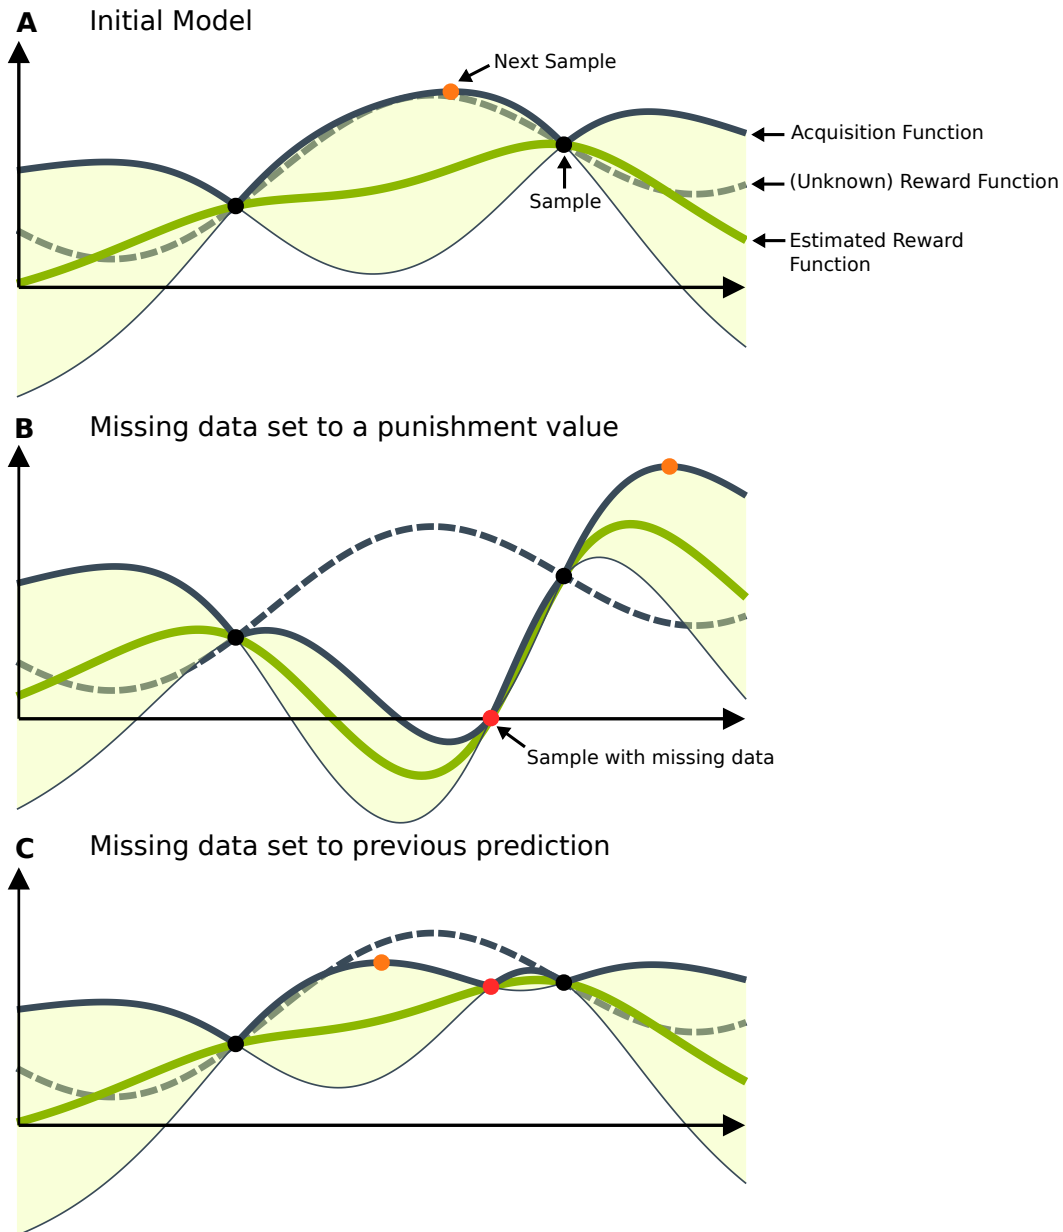 A Initial Model
Next Sample
Acquisition Function
(Unknown) Reward Function
Sample
Estimated Reward
Function
B Missing data set to a punishment value
Sample with missing data
C Missing data set to previous prediction